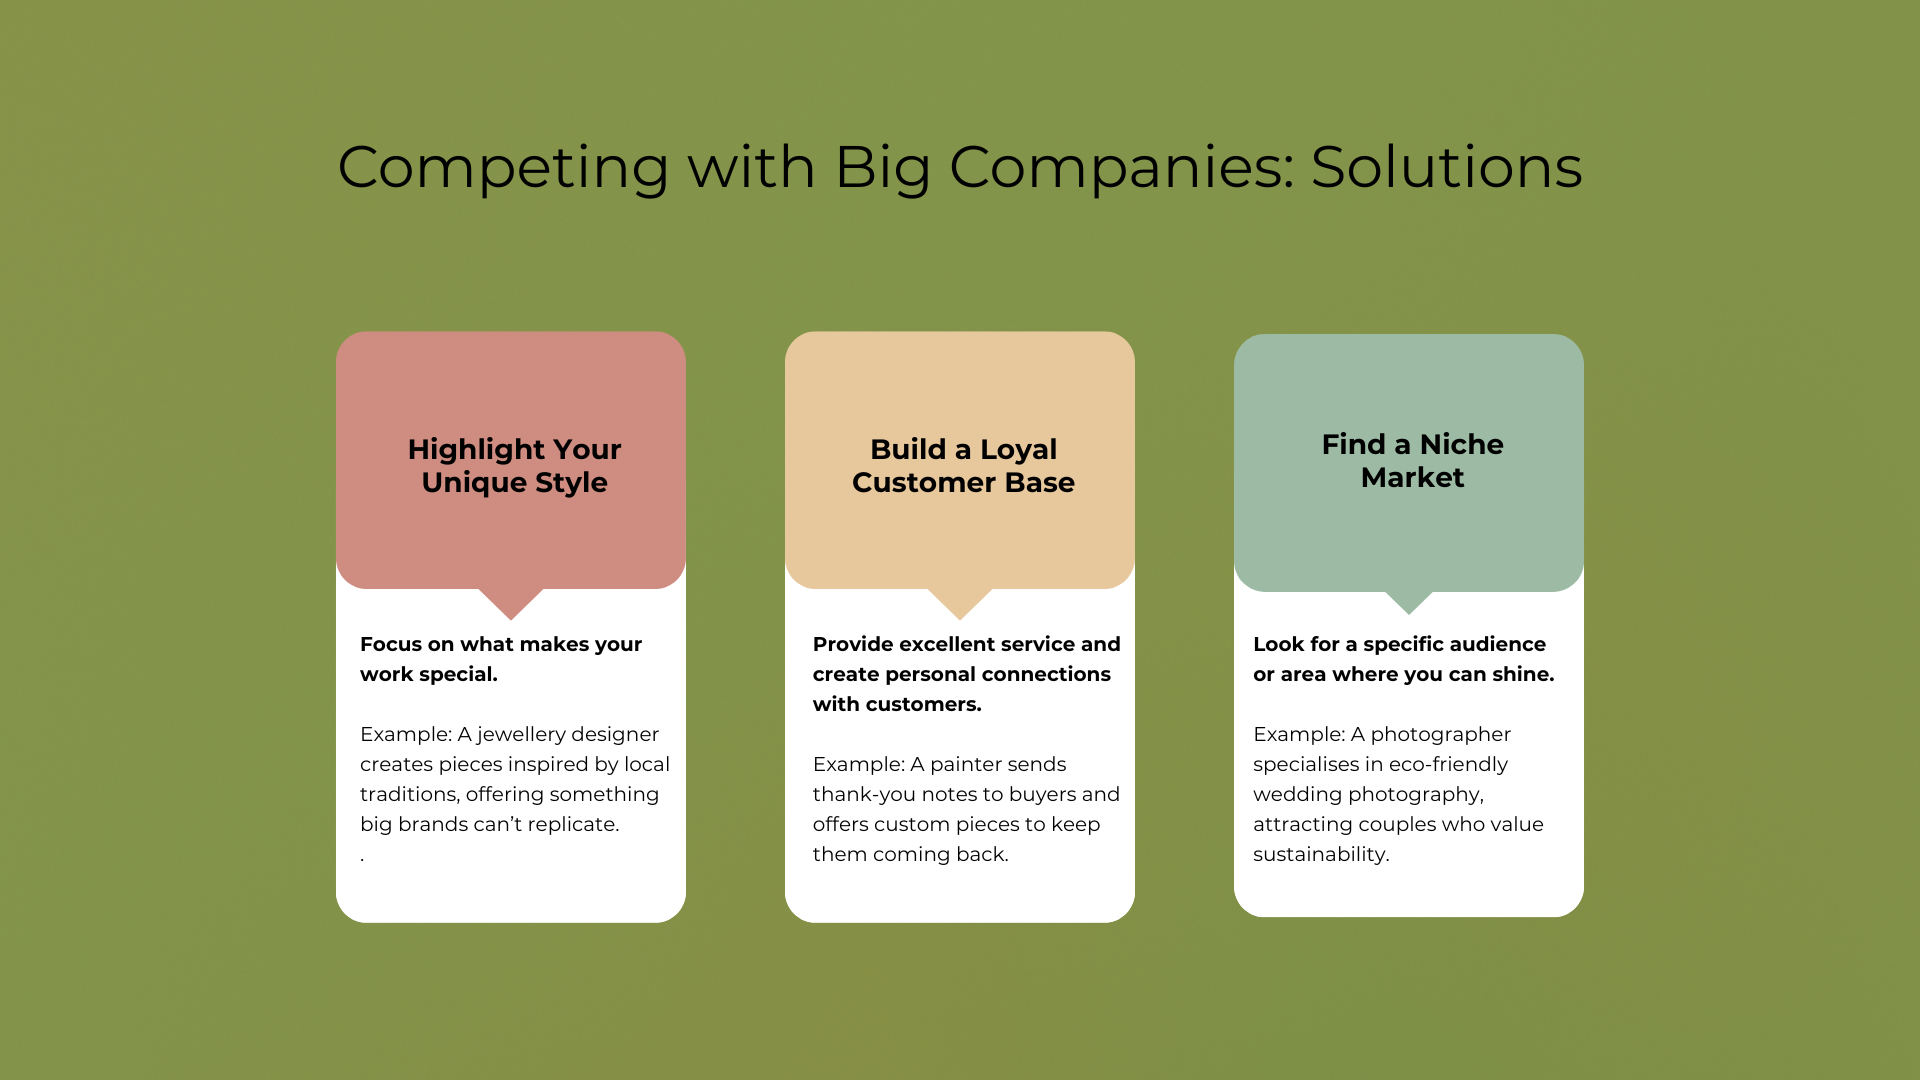 Competing with Big Companies: Solutions
Highlight Your
Unique Style
Focus on what makes your
work special.
Example: A jewellery designer
creates pieces inspired by local
traditions, offering something
big brands can’t replicate.
.
Build a Loyal
Customer Base
Provide excellent service and
create personal connections
with customers.
Example: A painter sends
thank-you notes to buyers and
offers custom pieces to keep
them coming back.
Find a Niche
Market
Look for a specific audience
or area where you can shine.
Example: A photographer
specialises in eco-friendly
wedding photography,
attracting couples who value
sustainability.